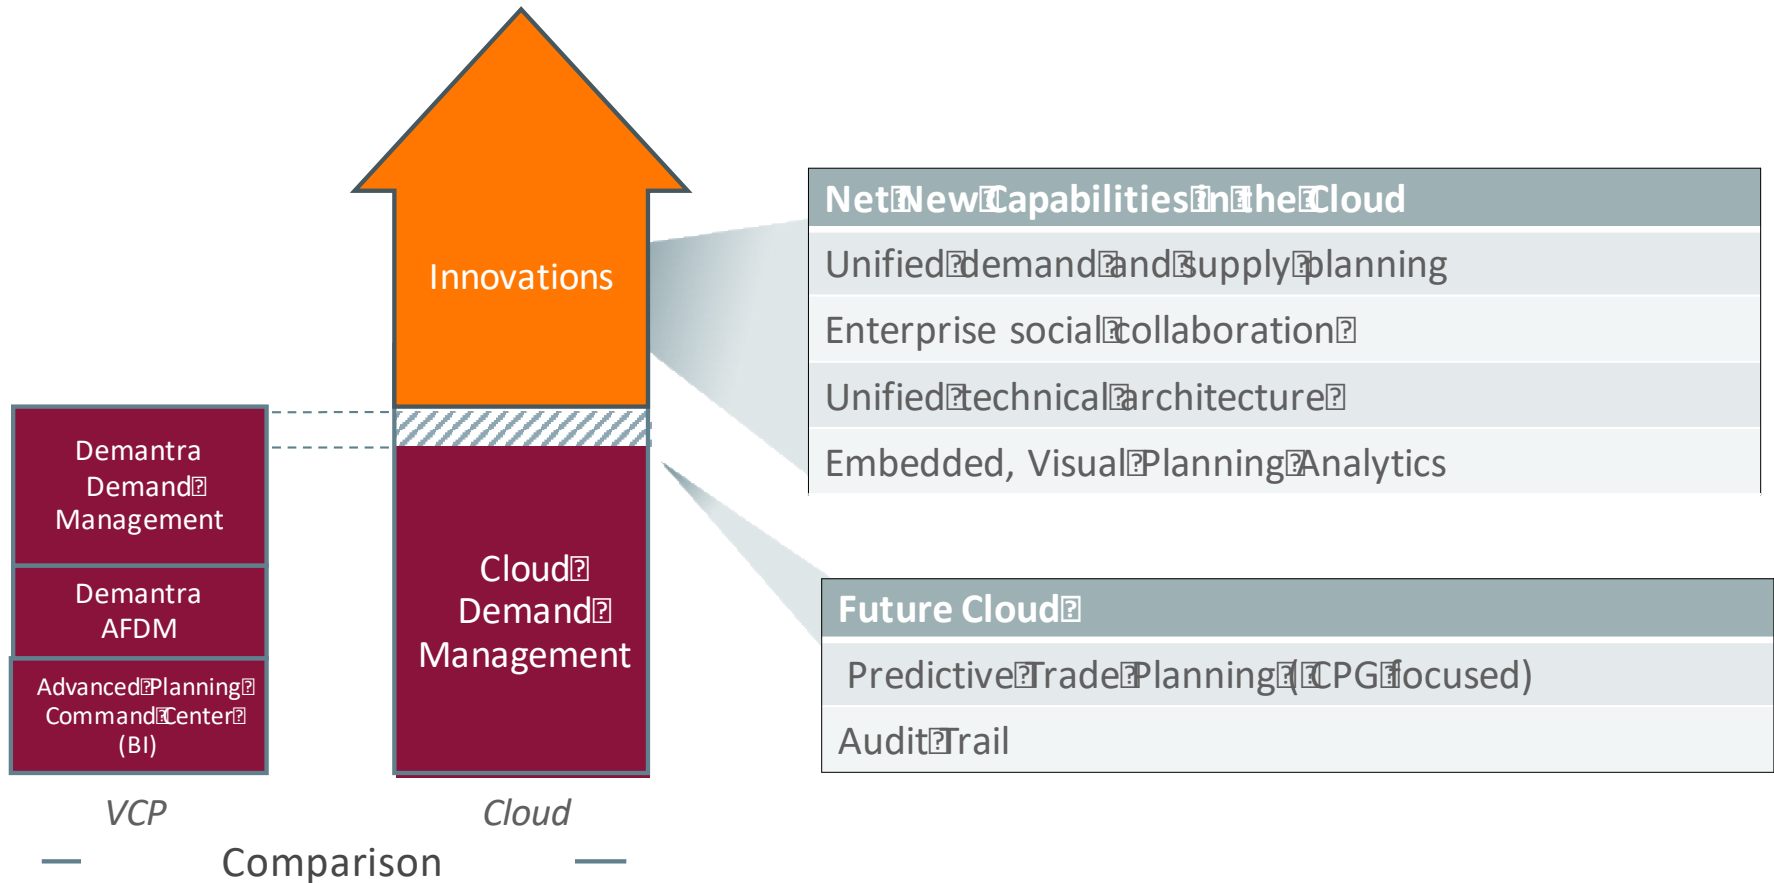 Innovations
Demantra
Demand
Management
Demantra
AFDM
Advanced Planning
Command Center
(BI)
VCP
Cloud
Demand
Management
Cloud
Comparison
Net New Capabilities in the Cloud
Unified demand and supply planning
Enterprise social collaboration
Unified technical architecture
Embedded, Visual Planning Analytics
Future Cloud
Predictive Trade Planning ( CPG focused)
Audit Trail